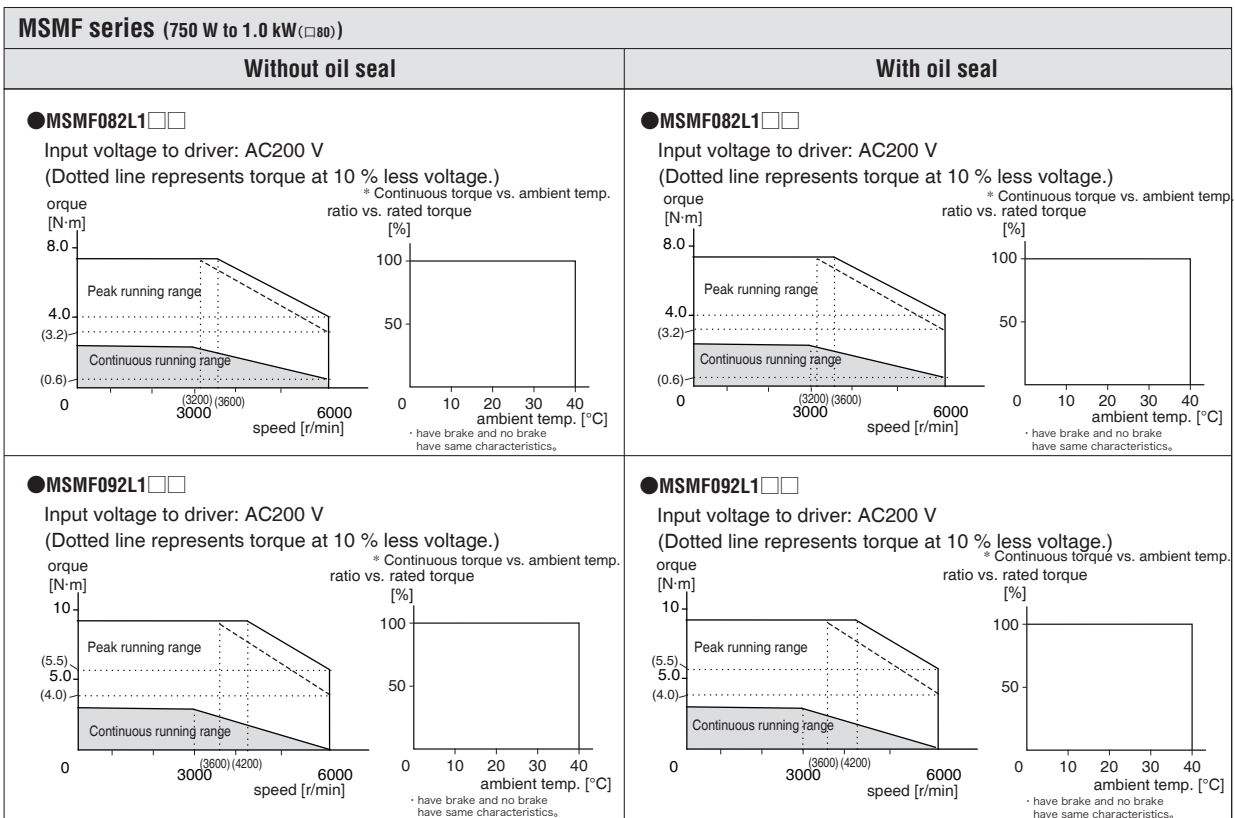 MSMF series (750 W to 1.0 kW(□80))
Without oil seal
With oil seal
●MSMF082L1□□
Input voltage to driver: AC200 V
(Dotted line represents torque at 10 % less voltage.)
* Continuous torque vs. ambient temp.
orque
[N·m]
ratio vs. rated torque
[%]
8.0
4.0
(3.2)
(0.6)
Peak running range
Continuous running range
0
(3200)
(3600)
3000
6000
speed [r/min]
100
50
0
10
20
30
40
ambient temp. [°C]
· have brake and no brake
have same characteristics。
●MSMF082L1□□
Input voltage to driver: AC200 V
(Dotted line represents torque at 10 % less voltage.)
* Continuous torque vs. ambient temp.
orque
[N·m]
ratio vs. rated torque
[%]
8.0
4.0
(3.2)
(0.6)
Peak running range
Continuous running range
0
(3200)
(3600)
3000
6000
speed [r/min]
100
50
0
10
20
30
40
ambient temp. [°C]
· have brake and no brake
have same characteristics。
●MSMF092L1□□
Input voltage to driver: AC200 V
(Dotted line represents torque at 10 % less voltage.)
* Continuous torque vs. ambient temp.
orque
[N·m]
ratio vs. rated torque
[%]
10
(5.5)
5.0
(4.0)
Peak running range
Continuous running range
0
(3600)
(4200)
3000
6000
speed [r/min]
100
50
0
10
20
30
40
ambient temp. [°C]
· have brake and no brake
have same characteristics。
●MSMF092L1□□
Input voltage to driver: AC200 V
(Dotted line represents torque at 10 % less voltage.)
* Continuous torque vs. ambient temp.
orque
[N·m]
ratio vs. rated torque
[%]
10
(5.5)
5.0
(4.0)
Peak running range
Continuous running range
0
(3600)
(4200)
3000
6000
speed [r/min]
100
50
0
10
20
30
40
ambient temp. [°C]
· have brake and no brake
have same characteristics。